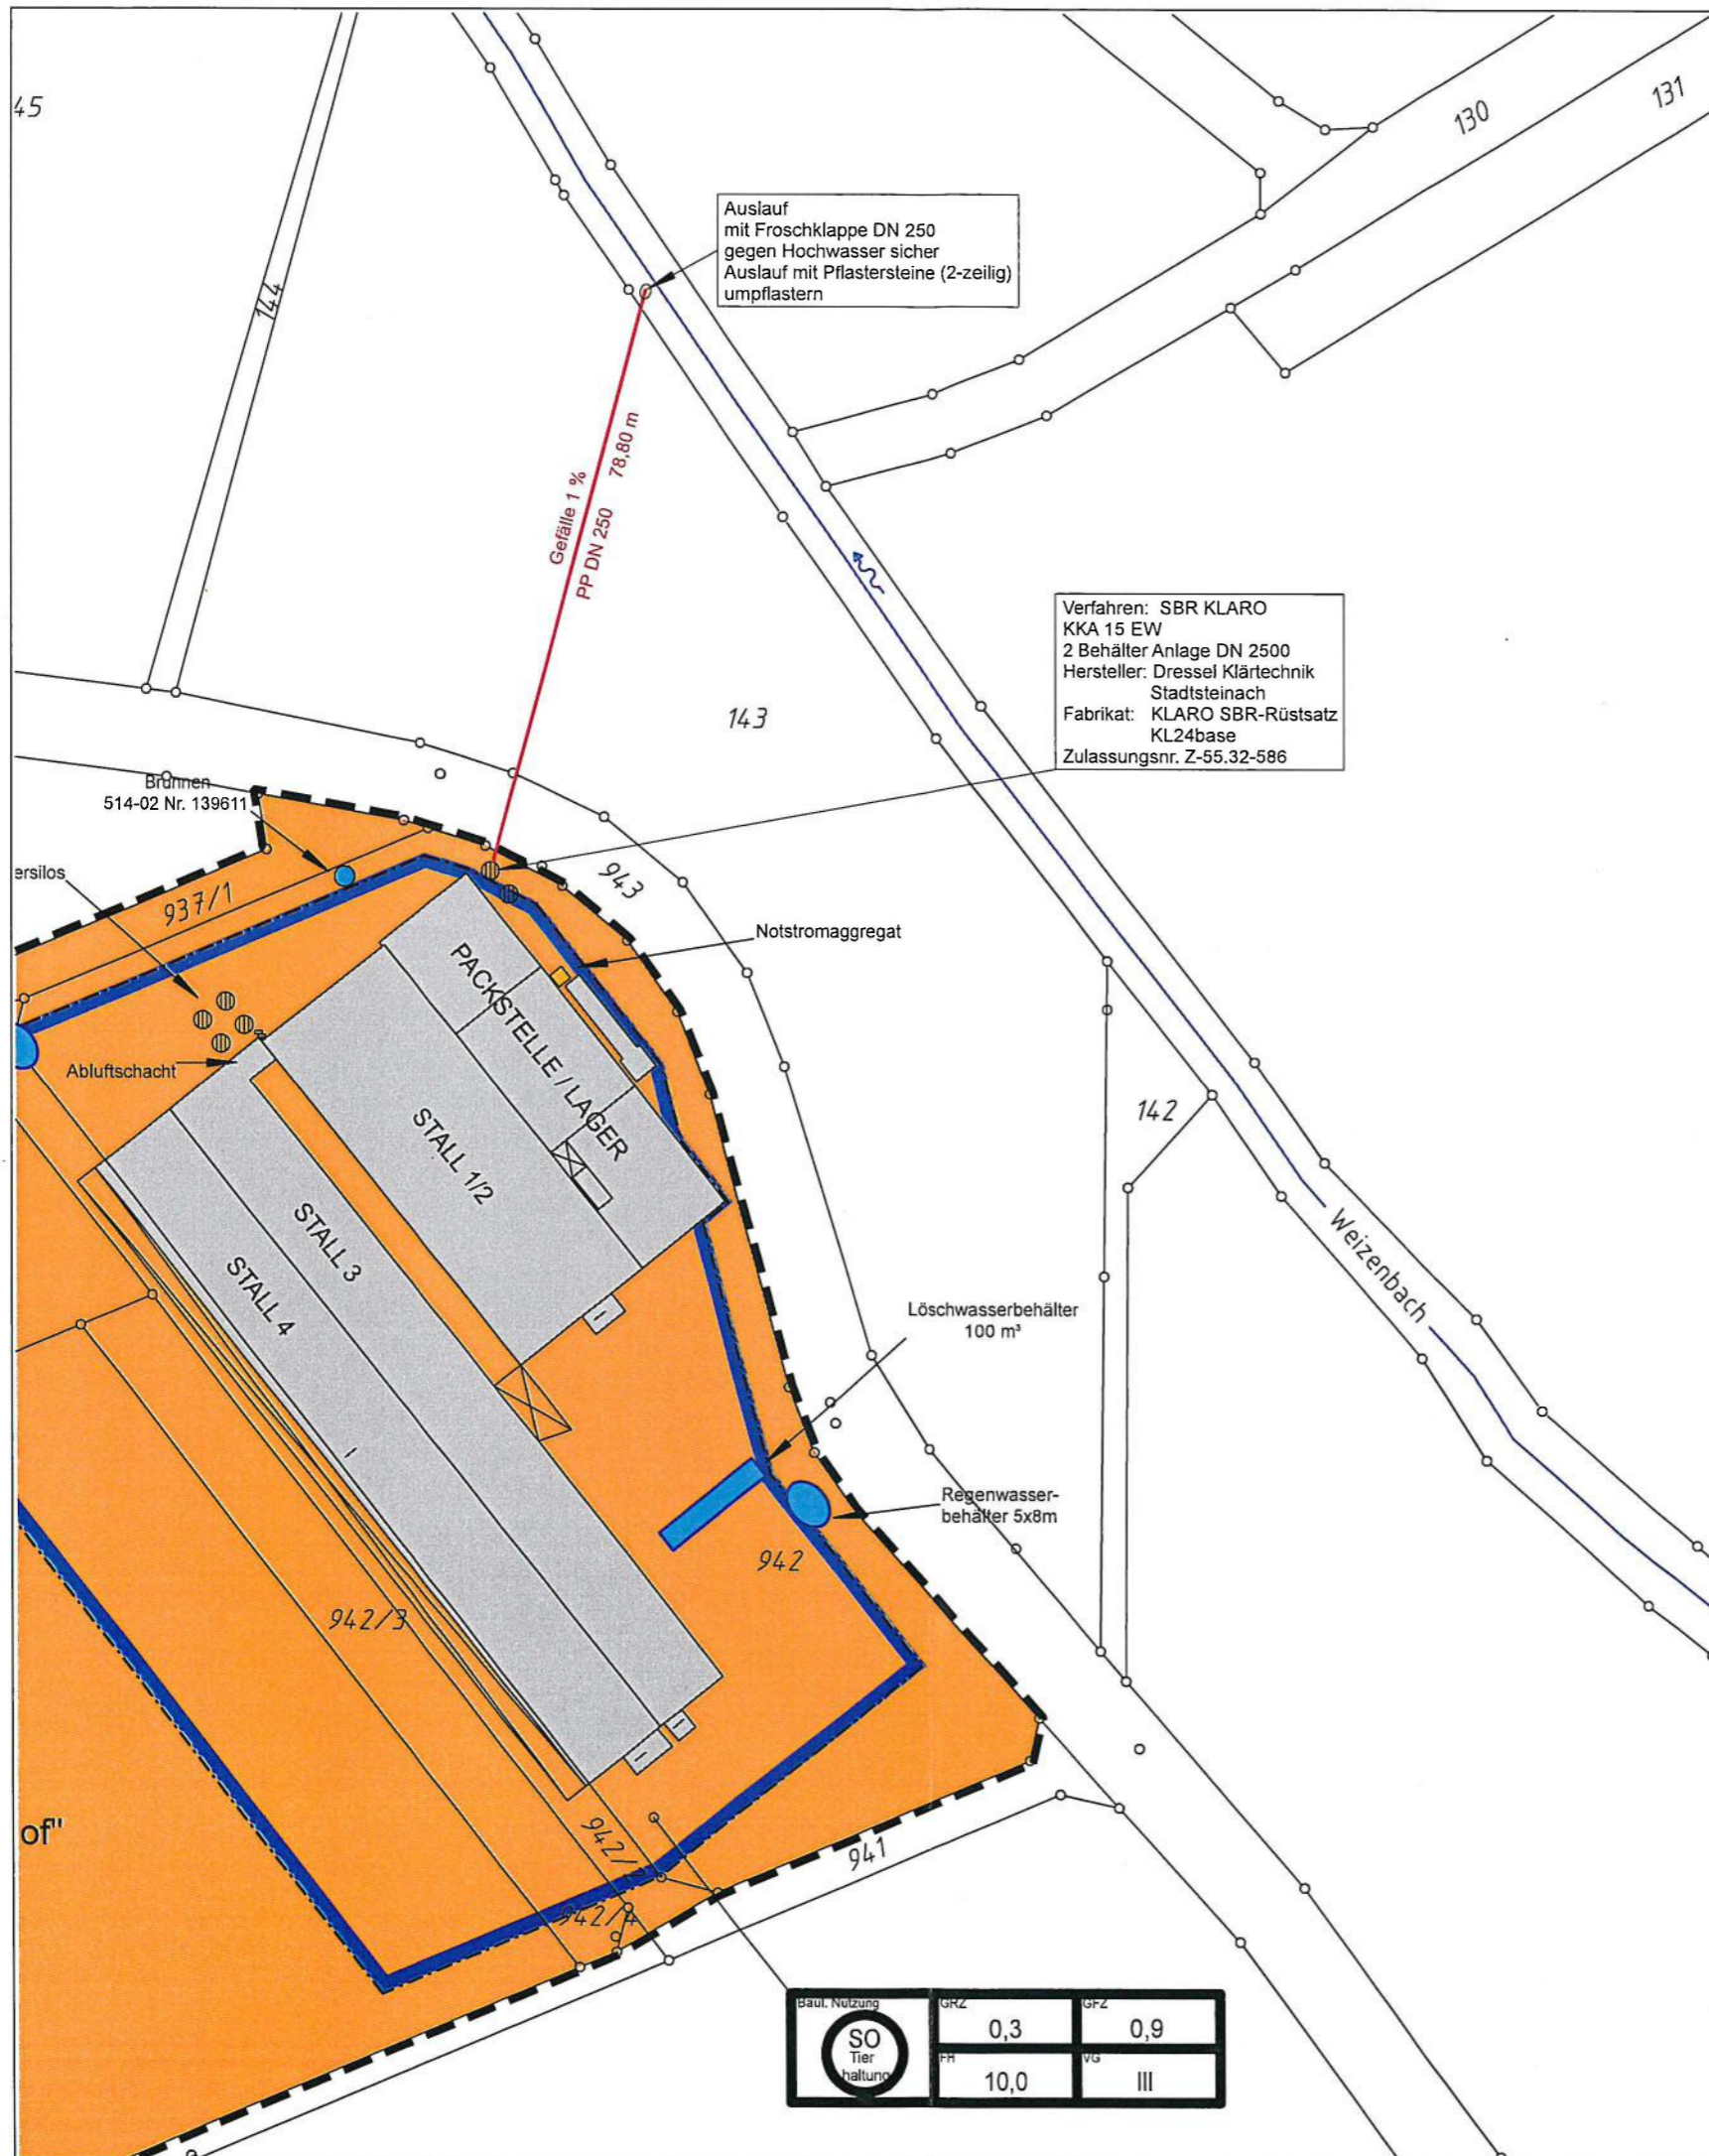 45
130
131
144
Auslauf
mit Froschklappe DN 250
gegen Hochwasser sicher
Auslauf mit Pflastersteine (2-zeilig)
umpflastern
Gefälle 1 %
PP DN 250 78,80 m
Verfahren: SBR KLARO
KKA 15 EW
2 Behälter Anlage DN 2500
Hersteller: Dressel Klärtechnik
Stadtsteinach
Fabrikat: KLARO SBR-Rüstsatz
KL24base
Zulassungsnr. Z-55.32-586
143
Brunnen
514-02 Nr. 139611
ersilos
937/1
943
Notstromaggregat
PACKSTELLE / LAGER
Abluftschacht
STALL 1/2
142
STALL 3
STALL 4
Weizenbach
Löschwasserbehälter
100 m³
Regenwasser-
behälter 5x8m
942
942/3
of"
942/2
941
942/4
Baul. Nutzung
SO
Tier
haltung
GRZ
0,3
GFZ
0,9
FH
10,0
VG
III